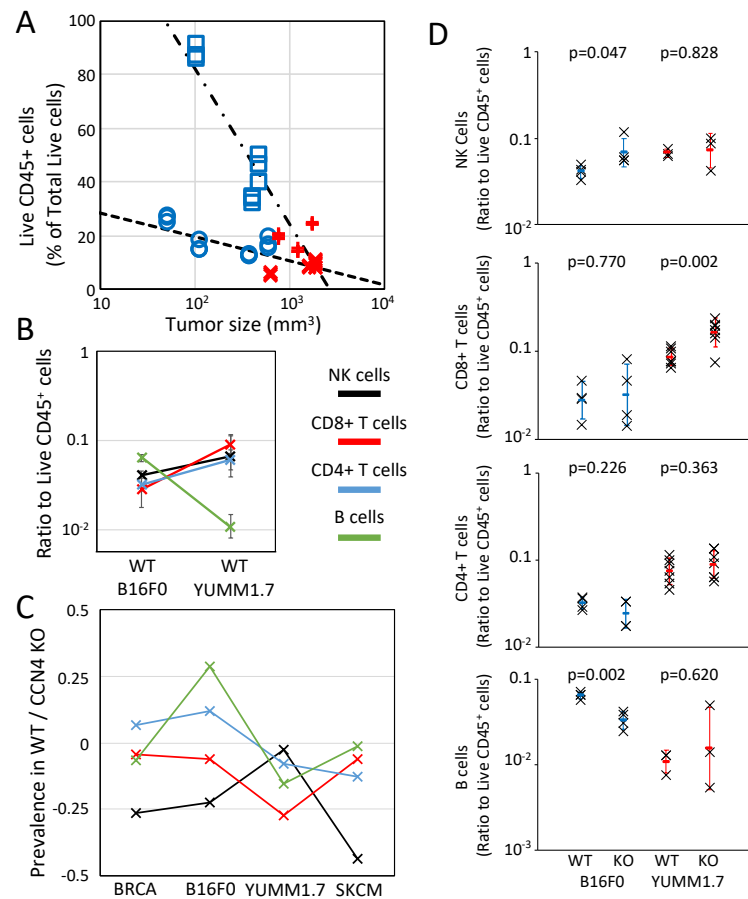 A
100
80
60
40
20
0
Live CD45+ cells
(% of Total Live cells)
10
10²
10³
10⁴
Tumor size (mm³)
B
1
0.1
10⁻²
Ratio to Live CD45⁺ cells
WT
B16F0
WT
YUMM1.7
NK cells
CD8+ T cells
CD4+ T cells
B cells
C
0.5
0.25
0
-0.25
-0.5
Prevalence in WT / CCN4 KO
BRCA
B16F0
YUMM1.7
SKCM
D
NK Cells
(Ratio to Live CD45⁺ cells)
1
0.1
10⁻²
p=0.047
p=0.828
CD8+ T cells
(Ratio to Live CD45⁺ cells)
1
0.1
10⁻²
p=0.770
p=0.002
CD4+ T cells
(Ratio to Live CD45⁺ cells)
1
0.1
10⁻²
p=0.226
p=0.363
B cells
(Ratio to Live CD45⁺ cells)
0.1
10⁻²
10⁻³
p=0.002
p=0.620
WT KO WT KO
B16F0 YUMM1.7